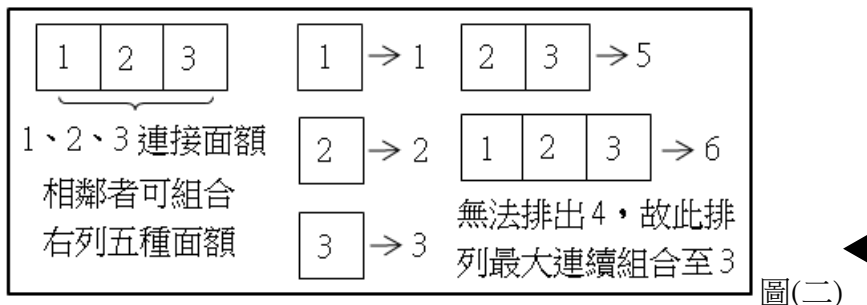 1 2 3
1、2、3 連接面額
相鄰者可組合
右列五種面額
1 → 1
2 → 2
3 → 3
2 3 → 5
1 2 3 → 6
無法排出4，故此排
列最大連續組合至3
圖(二)